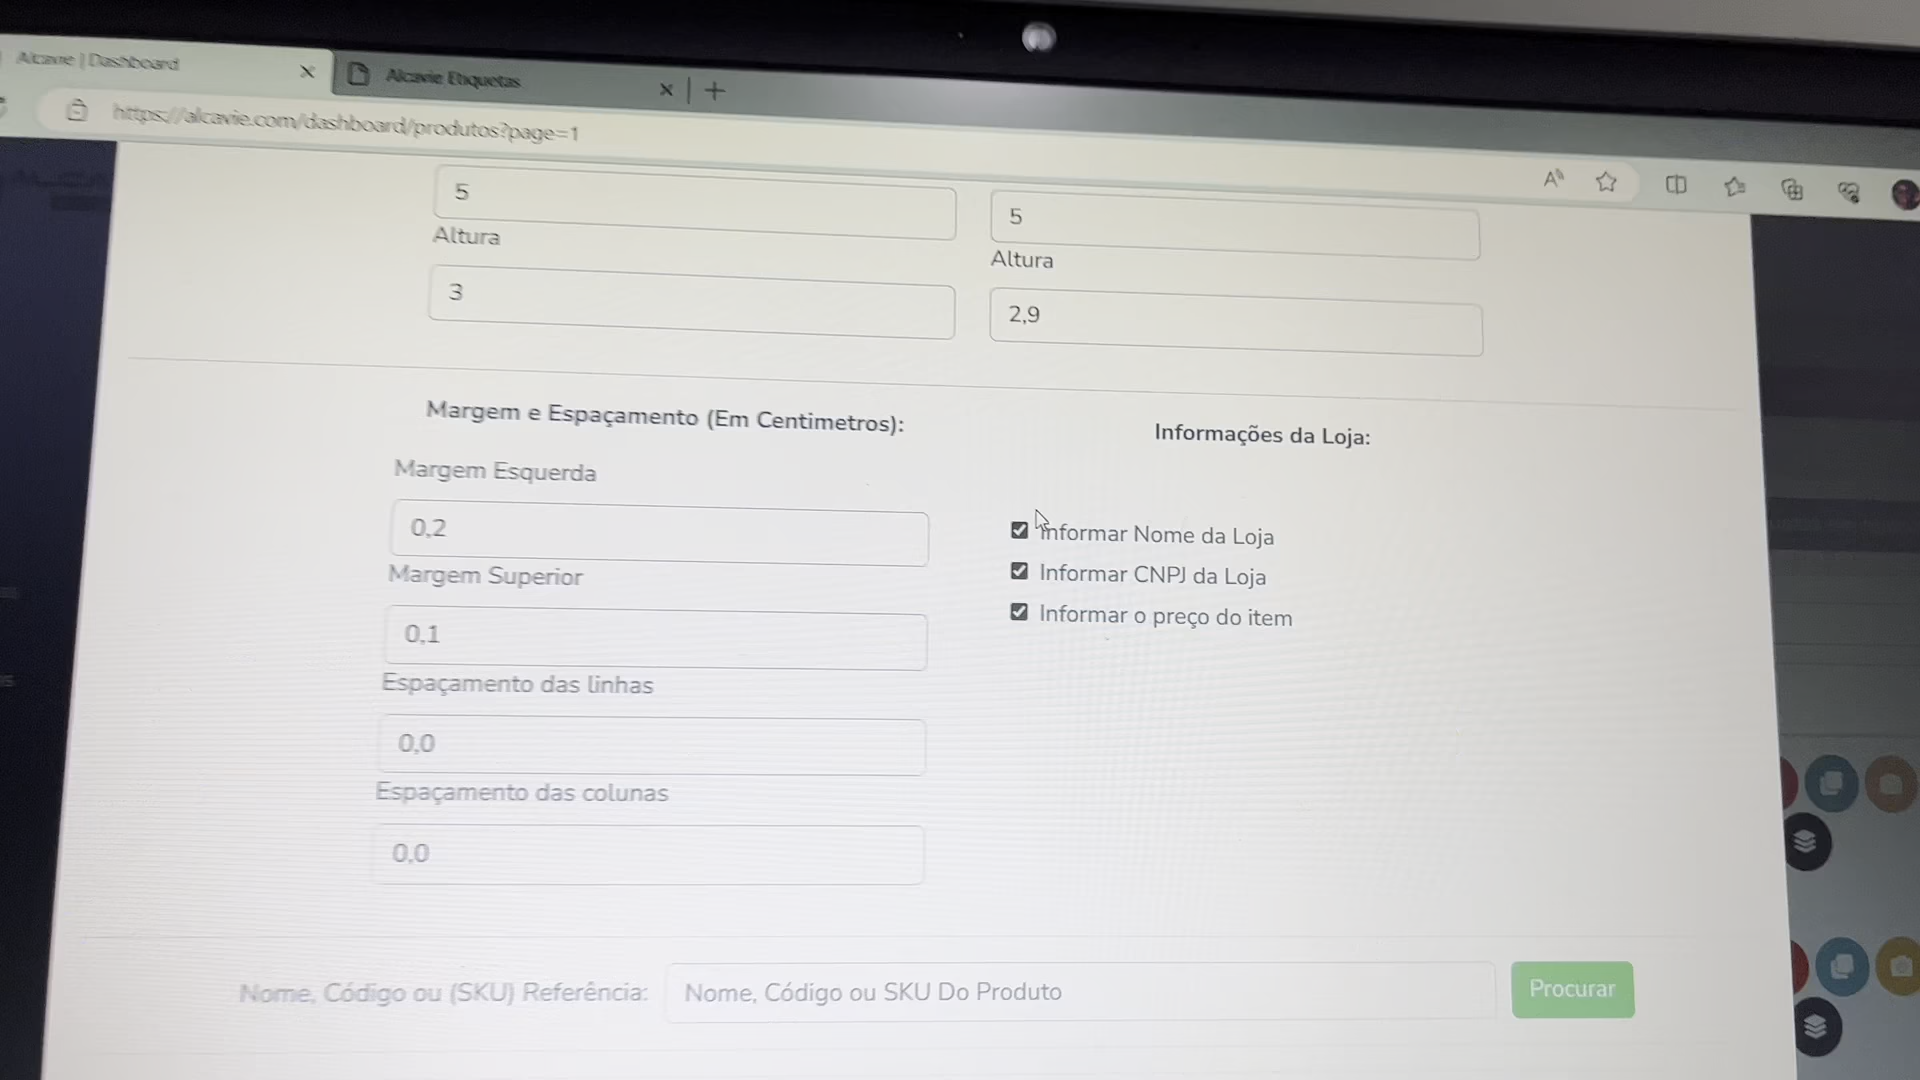 Alcavie | Dashboard
Alcavie Etiquetas
https://alcavie.com/dashboard/produtos?page=1
5
5
Altura
Altura
3
2,9
Margem e Espaçamento (Em Centimetros):
Informações da Loja:
Margem Esquerda
0,2
Informar Nome da Loja
Informar CNPJ da Loja
Informar o preço do item
Margem Superior
0,1
Espaçamento das linhas
0,0
Espaçamento das colunas
0,0
Nome, Código ou (SKU) Referência:
Nome, Código ou SKU Do Produto
Procurar